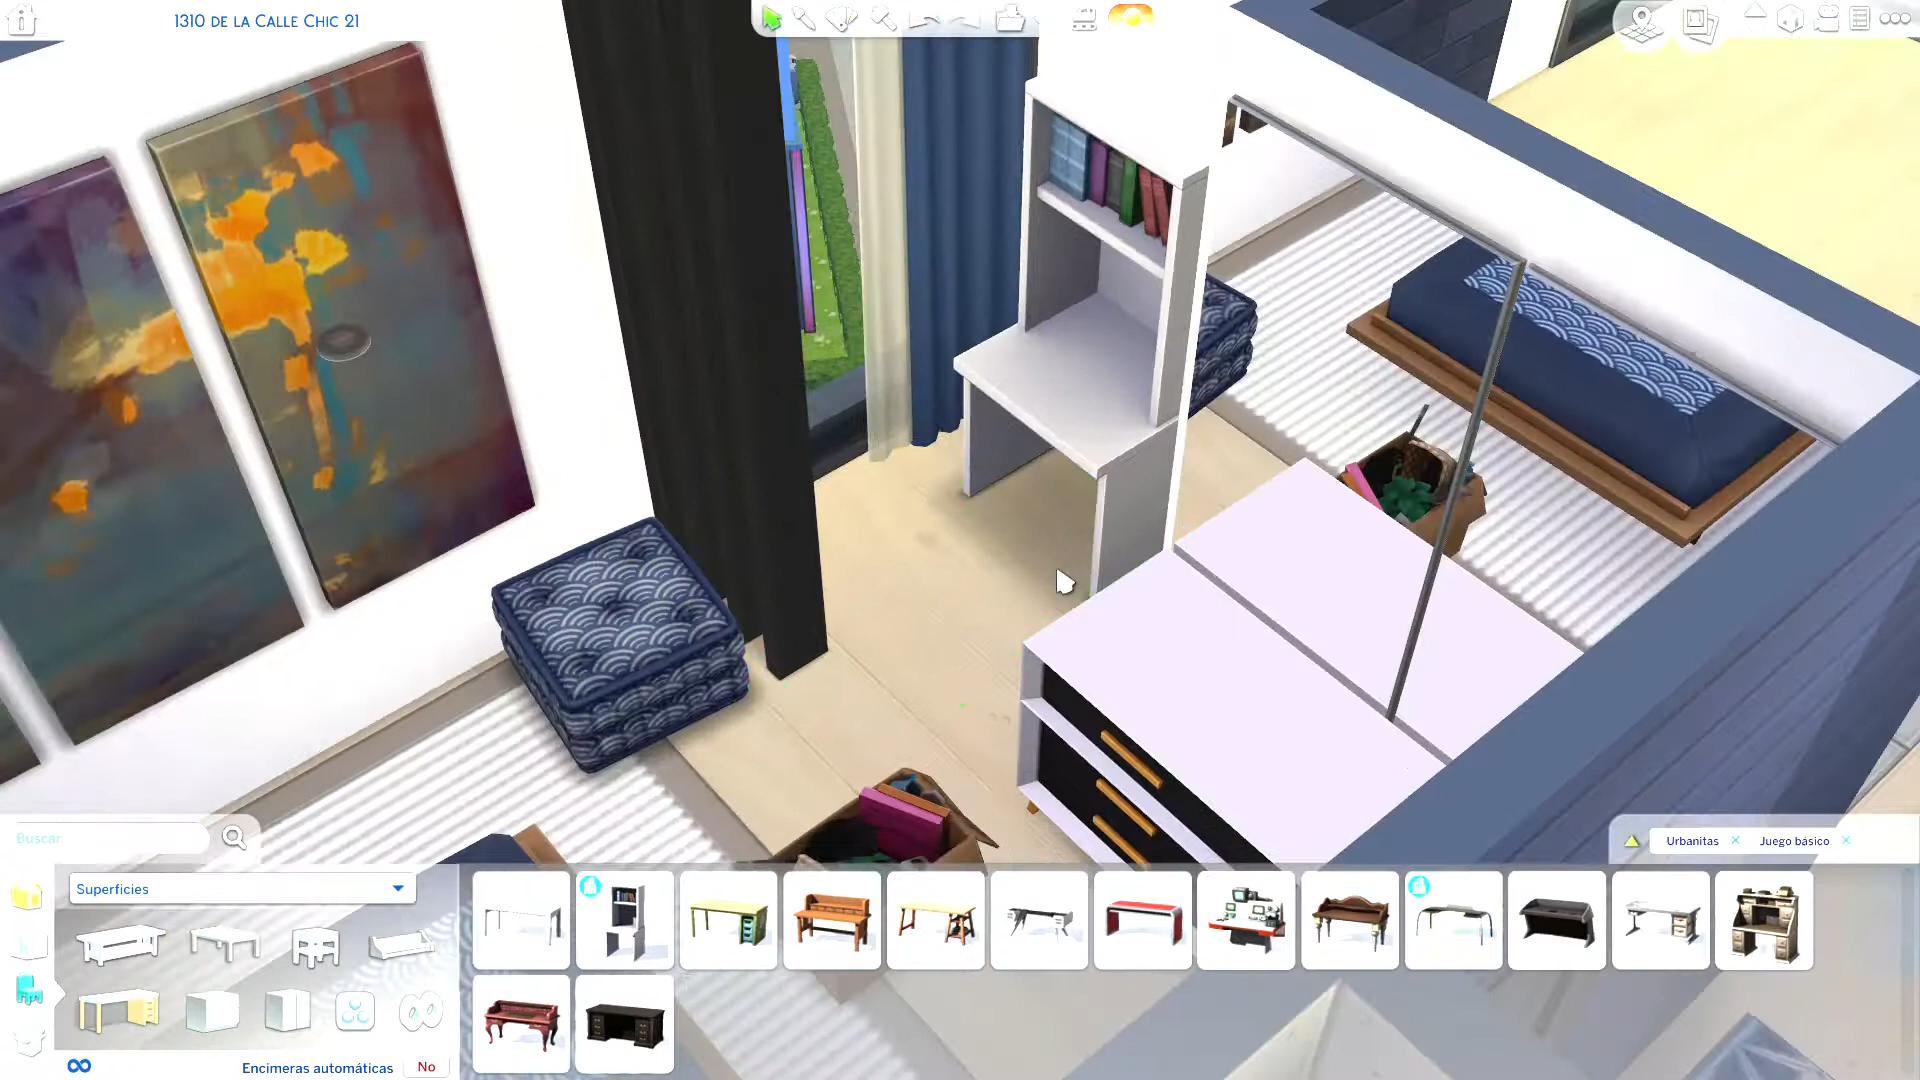 1310 DE LA CALLE CHIC 21
Buscar
Urbanitas
Juego básico
Superficies
Encimeras automáticas
No